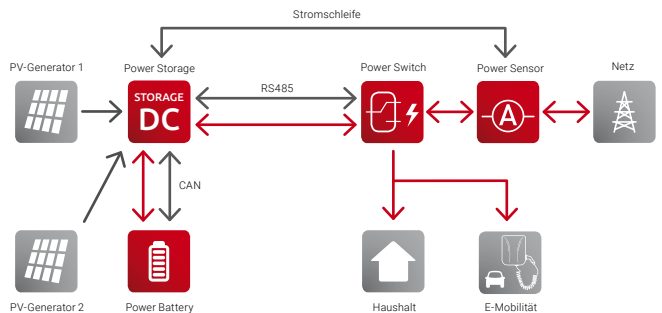 Stromschleife
PV-Generator 1
Power Storage
Power Switch
Power Sensor
Netz
STORAGE
DC
RS485
A
CAN
PV-Generator 2
Power Battery
Haushalt
E-Mobilität